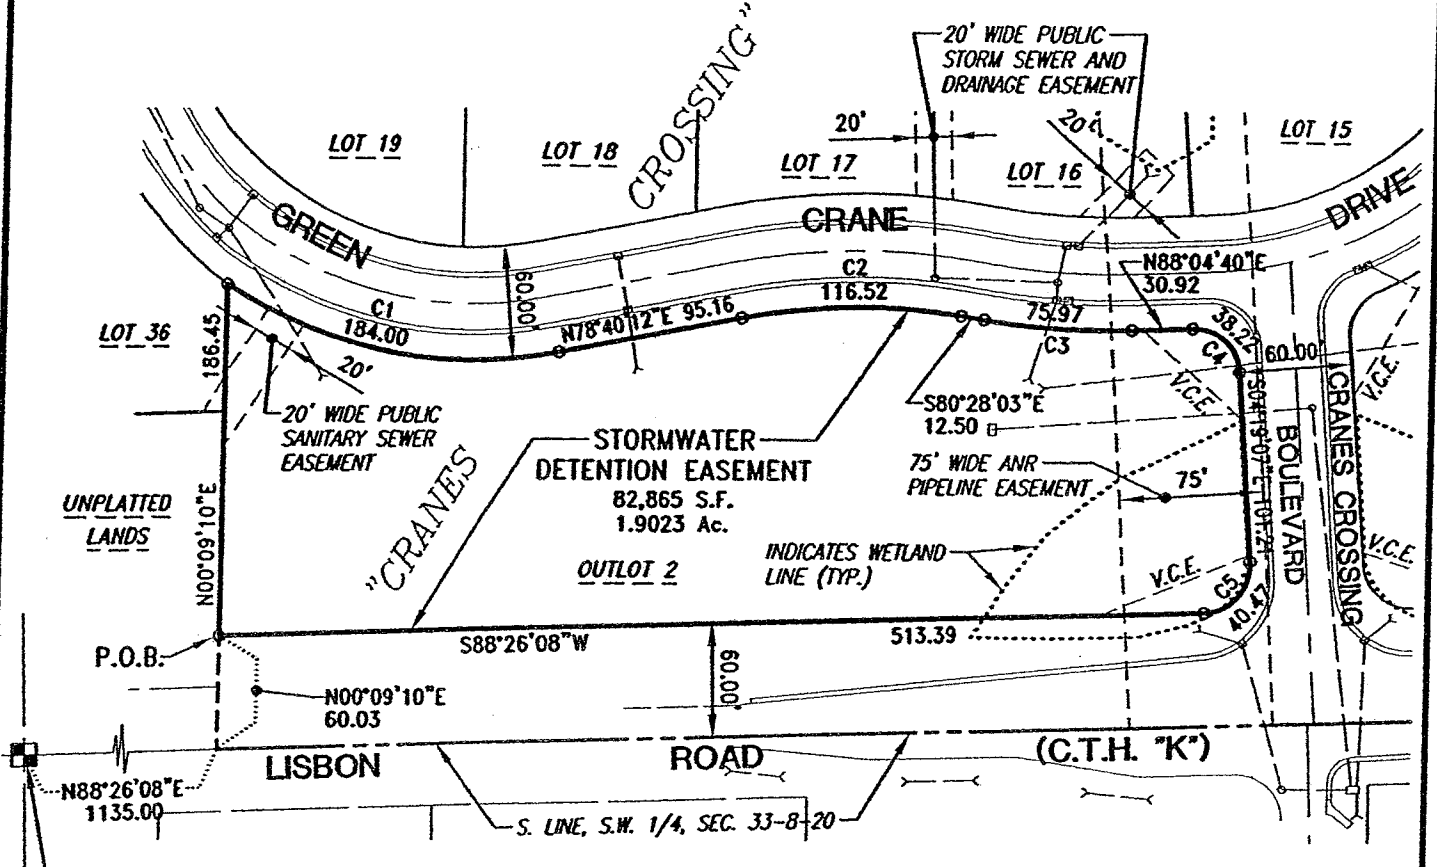 20' WIDE PUBLIC
STORM SEWER AND
DRAINAGE EASEMENT
"CRANES CROSSING"
LOT 19
LOT 18
20'
LOT 17
20'
LOT 16
LOT 15
GREEN
CRANE
DRIVE
60.00'
C1
184.00
N78°40'12"E 95.16
C2
116.52
75.97
C3
N88°04'40"E
30.92
38.22
C4
60.00'
LOT 36
186.45'
20'
20' WIDE PUBLIC
SANITARY SEWER
EASEMENT
STORMWATER
DETENTION EASEMENT
82,865 S.F.
1.9023 Ac.
OUTLOT 2
S80°28'03"E
12.50
V.C.E.
V.C.E.
75' WIDE ANR
PIPELINE EASEMENT
75'
S04°19'07"E 101.21
BOULEVARD
CRANES CROSSING
UNPLATTED
LANDS
N00°09'10"E
INDICATES WETLAND
LINE (TYP.)
V.C.E.
V.C.E.
C5
40.47
P.O.B.
S88°26'08"W
513.39
60.00'
N00°09'10"E
60.03
LISBON
ROAD
(C.T.H. "K")
N88°26'08"E
1135.00
S. LINE, S.W. 1/4, SEC. 33-8-20